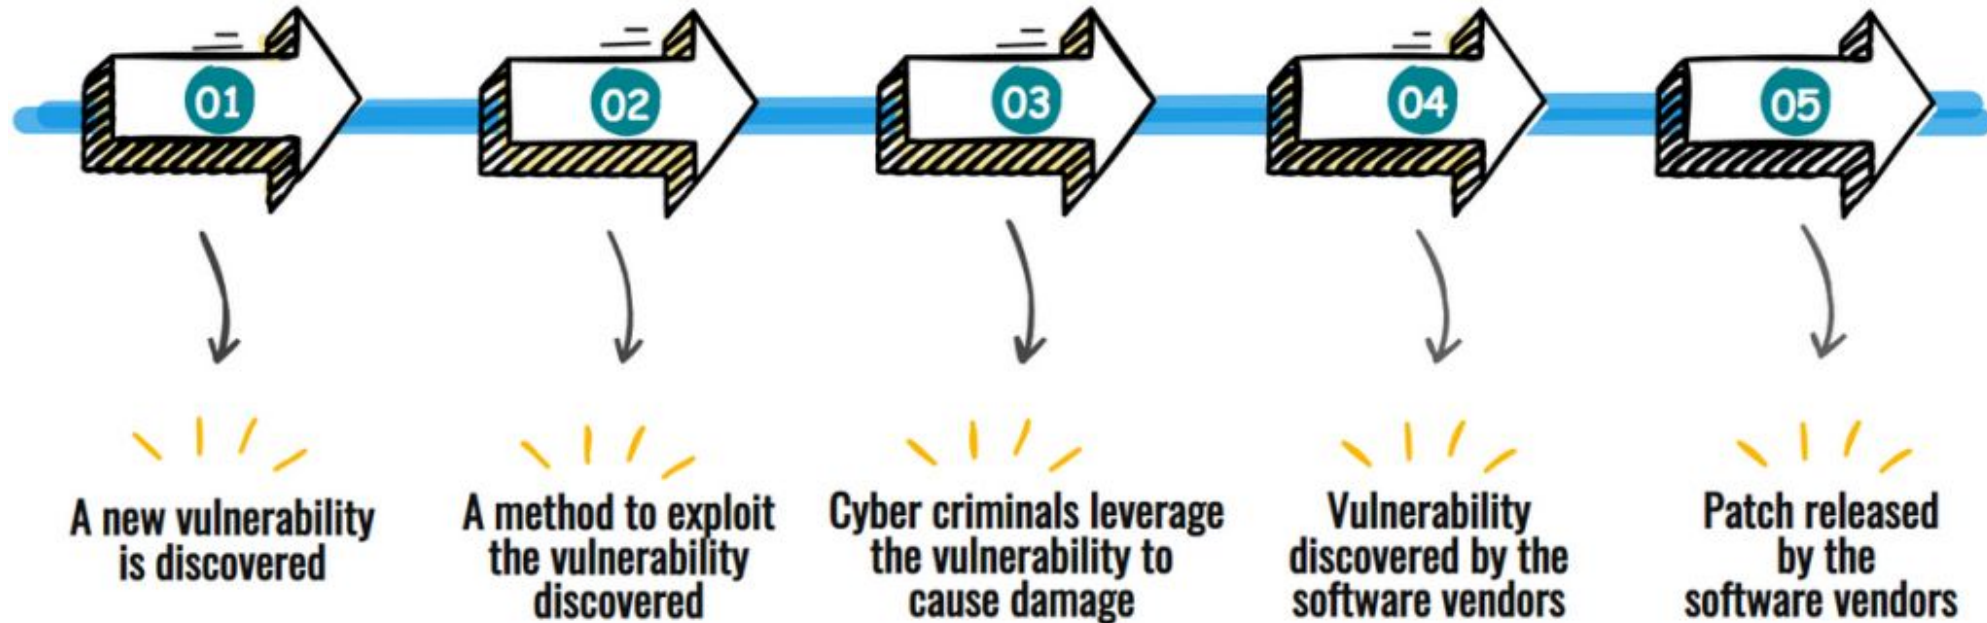 01
02
03
04
05
A new vulnerability
is discovered
A method to exploit
the vulnerability
discovered
Cyber criminals leverage
the vulnerability to
cause damage
Vulnerability
discovered by the
software vendors
Patch released
by the
software vendors